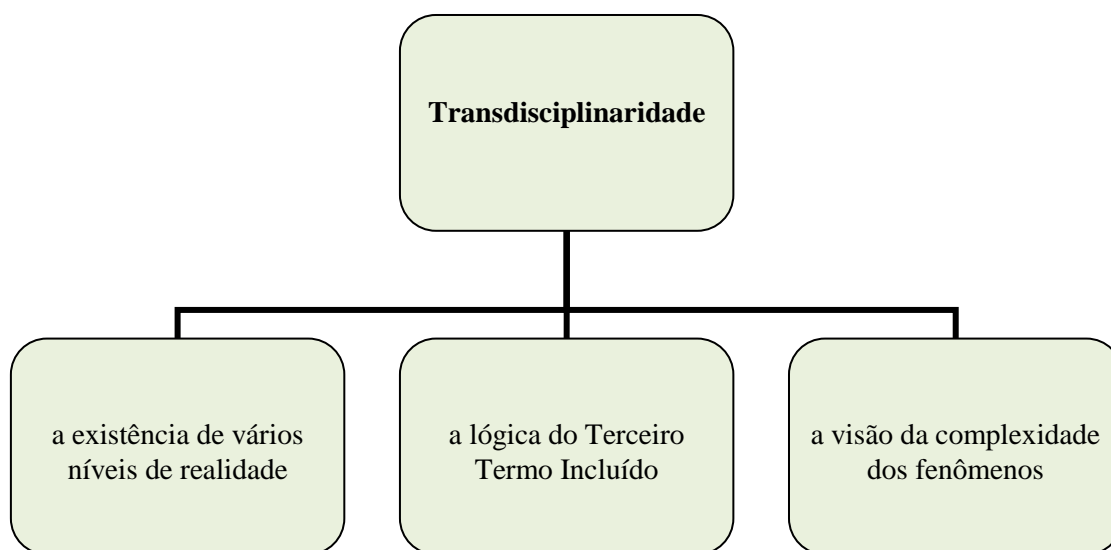 Transdisciplinaridade
a existência de vários
níveis de realidade
a lógica do Terceiro
Termo Incluído
a visão da complexidade
dos fenômenos